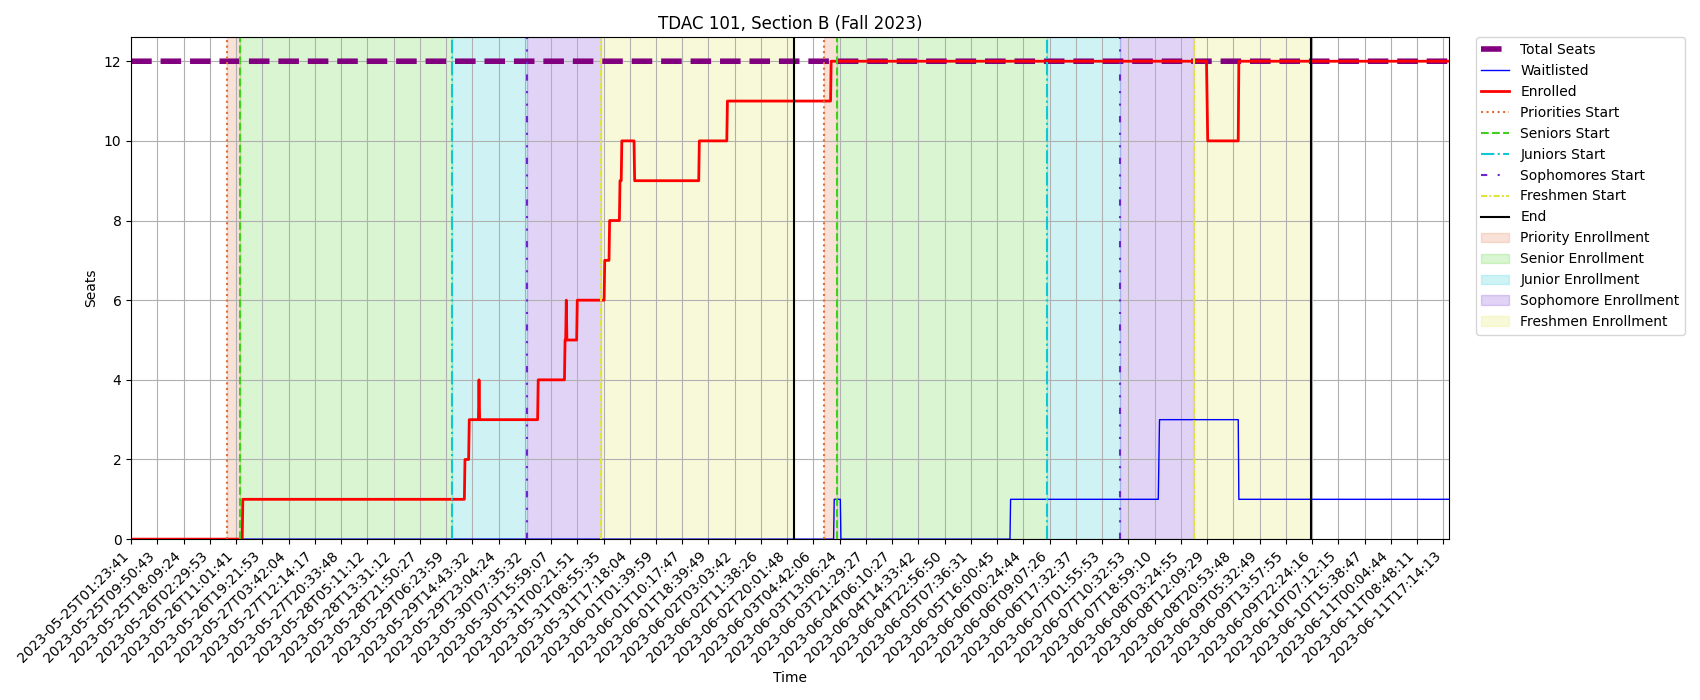 TDAC 101, Section B (Fall 2023)
Seats
12
10
8
6
4
2
0
2023-05-25T01:23:41
2023-05-25T09:50:43
2023-05-25T18:09:24
2023-05-26T02:29:53
2023-05-26T11:01:41
2023-05-26T19:21:53
2023-05-27T03:42:04
2023-05-27T12:14:17
2023-05-27T20:33:48
2023-05-28T05:11:12
2023-05-28T13:31:12
2023-05-28T21:50:27
2023-05-29T06:23:59
2023-05-29T14:43:32
2023-05-29T23:04:24
2023-05-30T07:35:32
2023-05-30T15:59:07
2023-05-31T00:21:51
2023-05-31T08:55:35
2023-05-31T17:18:04
2023-06-01T01:39:59
2023-06-01T10:17:47
2023-06-01T18:39:49
2023-06-02T03:03:42
2023-06-02T11:38:26
2023-06-02T20:01:48
2023-06-03T04:42:06
2023-06-03T13:06:24
2023-06-03T21:29:27
2023-06-04T06:10:27
2023-06-04T14:33:42
2023-06-04T22:56:50
2023-06-05T07:36:31
2023-06-05T16:00:45
2023-06-06T00:24:44
2023-06-06T09:07:26
2023-06-06T17:32:37
2023-06-07T01:55:53
2023-06-07T10:32:53
2023-06-07T18:59:10
2023-06-08T03:24:55
2023-06-08T12:09:29
2023-06-08T20:53:48
2023-06-09T05:32:49
2023-06-09T13:57:55
2023-06-09T22:24:16
2023-06-10T07:12:15
2023-06-10T15:38:47
2023-06-11T00:04:44
2023-06-11T08:48:11
2023-06-11T17:14:13
Time
Total Seats
Waitlisted
Enrolled
Priorities Start
Seniors Start
Juniors Start
Sophomores Start
Freshmen Start
End
Priority Enrollment
Senior Enrollment
Junior Enrollment
Sophomore Enrollment
Freshmen Enrollment